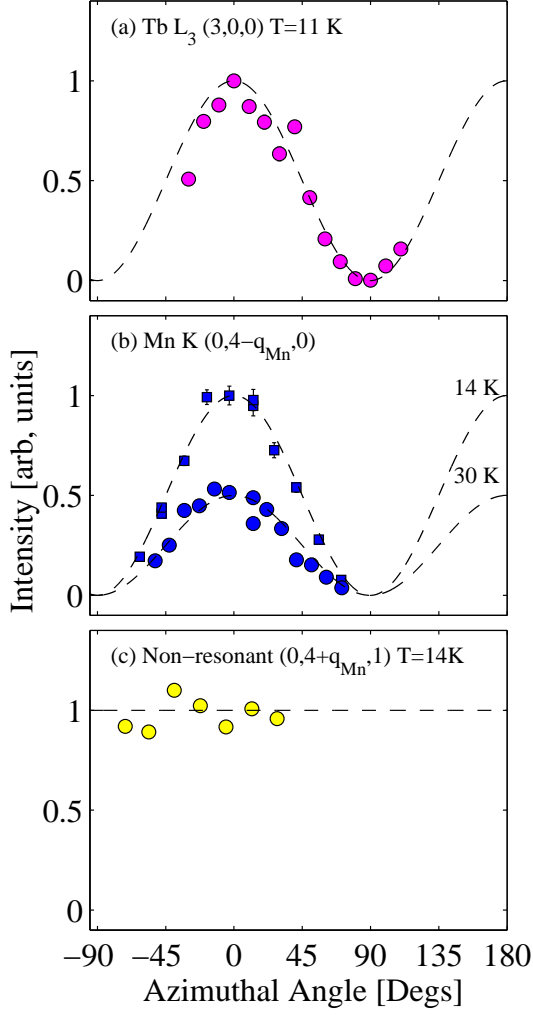 (a) Tb L₃ (3,0,0) T=11 K
1
0.5
0
(b) Mn K (0,4−q_Mn,0)
14 K
1
30 K
0.5
0
Intensity [arb, units]
(c) Non−resonant (0,4+q_Mn,1) T=14K
1
0.5
0
−90 −45 0 45 90 135 180
Azimuthal Angle [Degs]